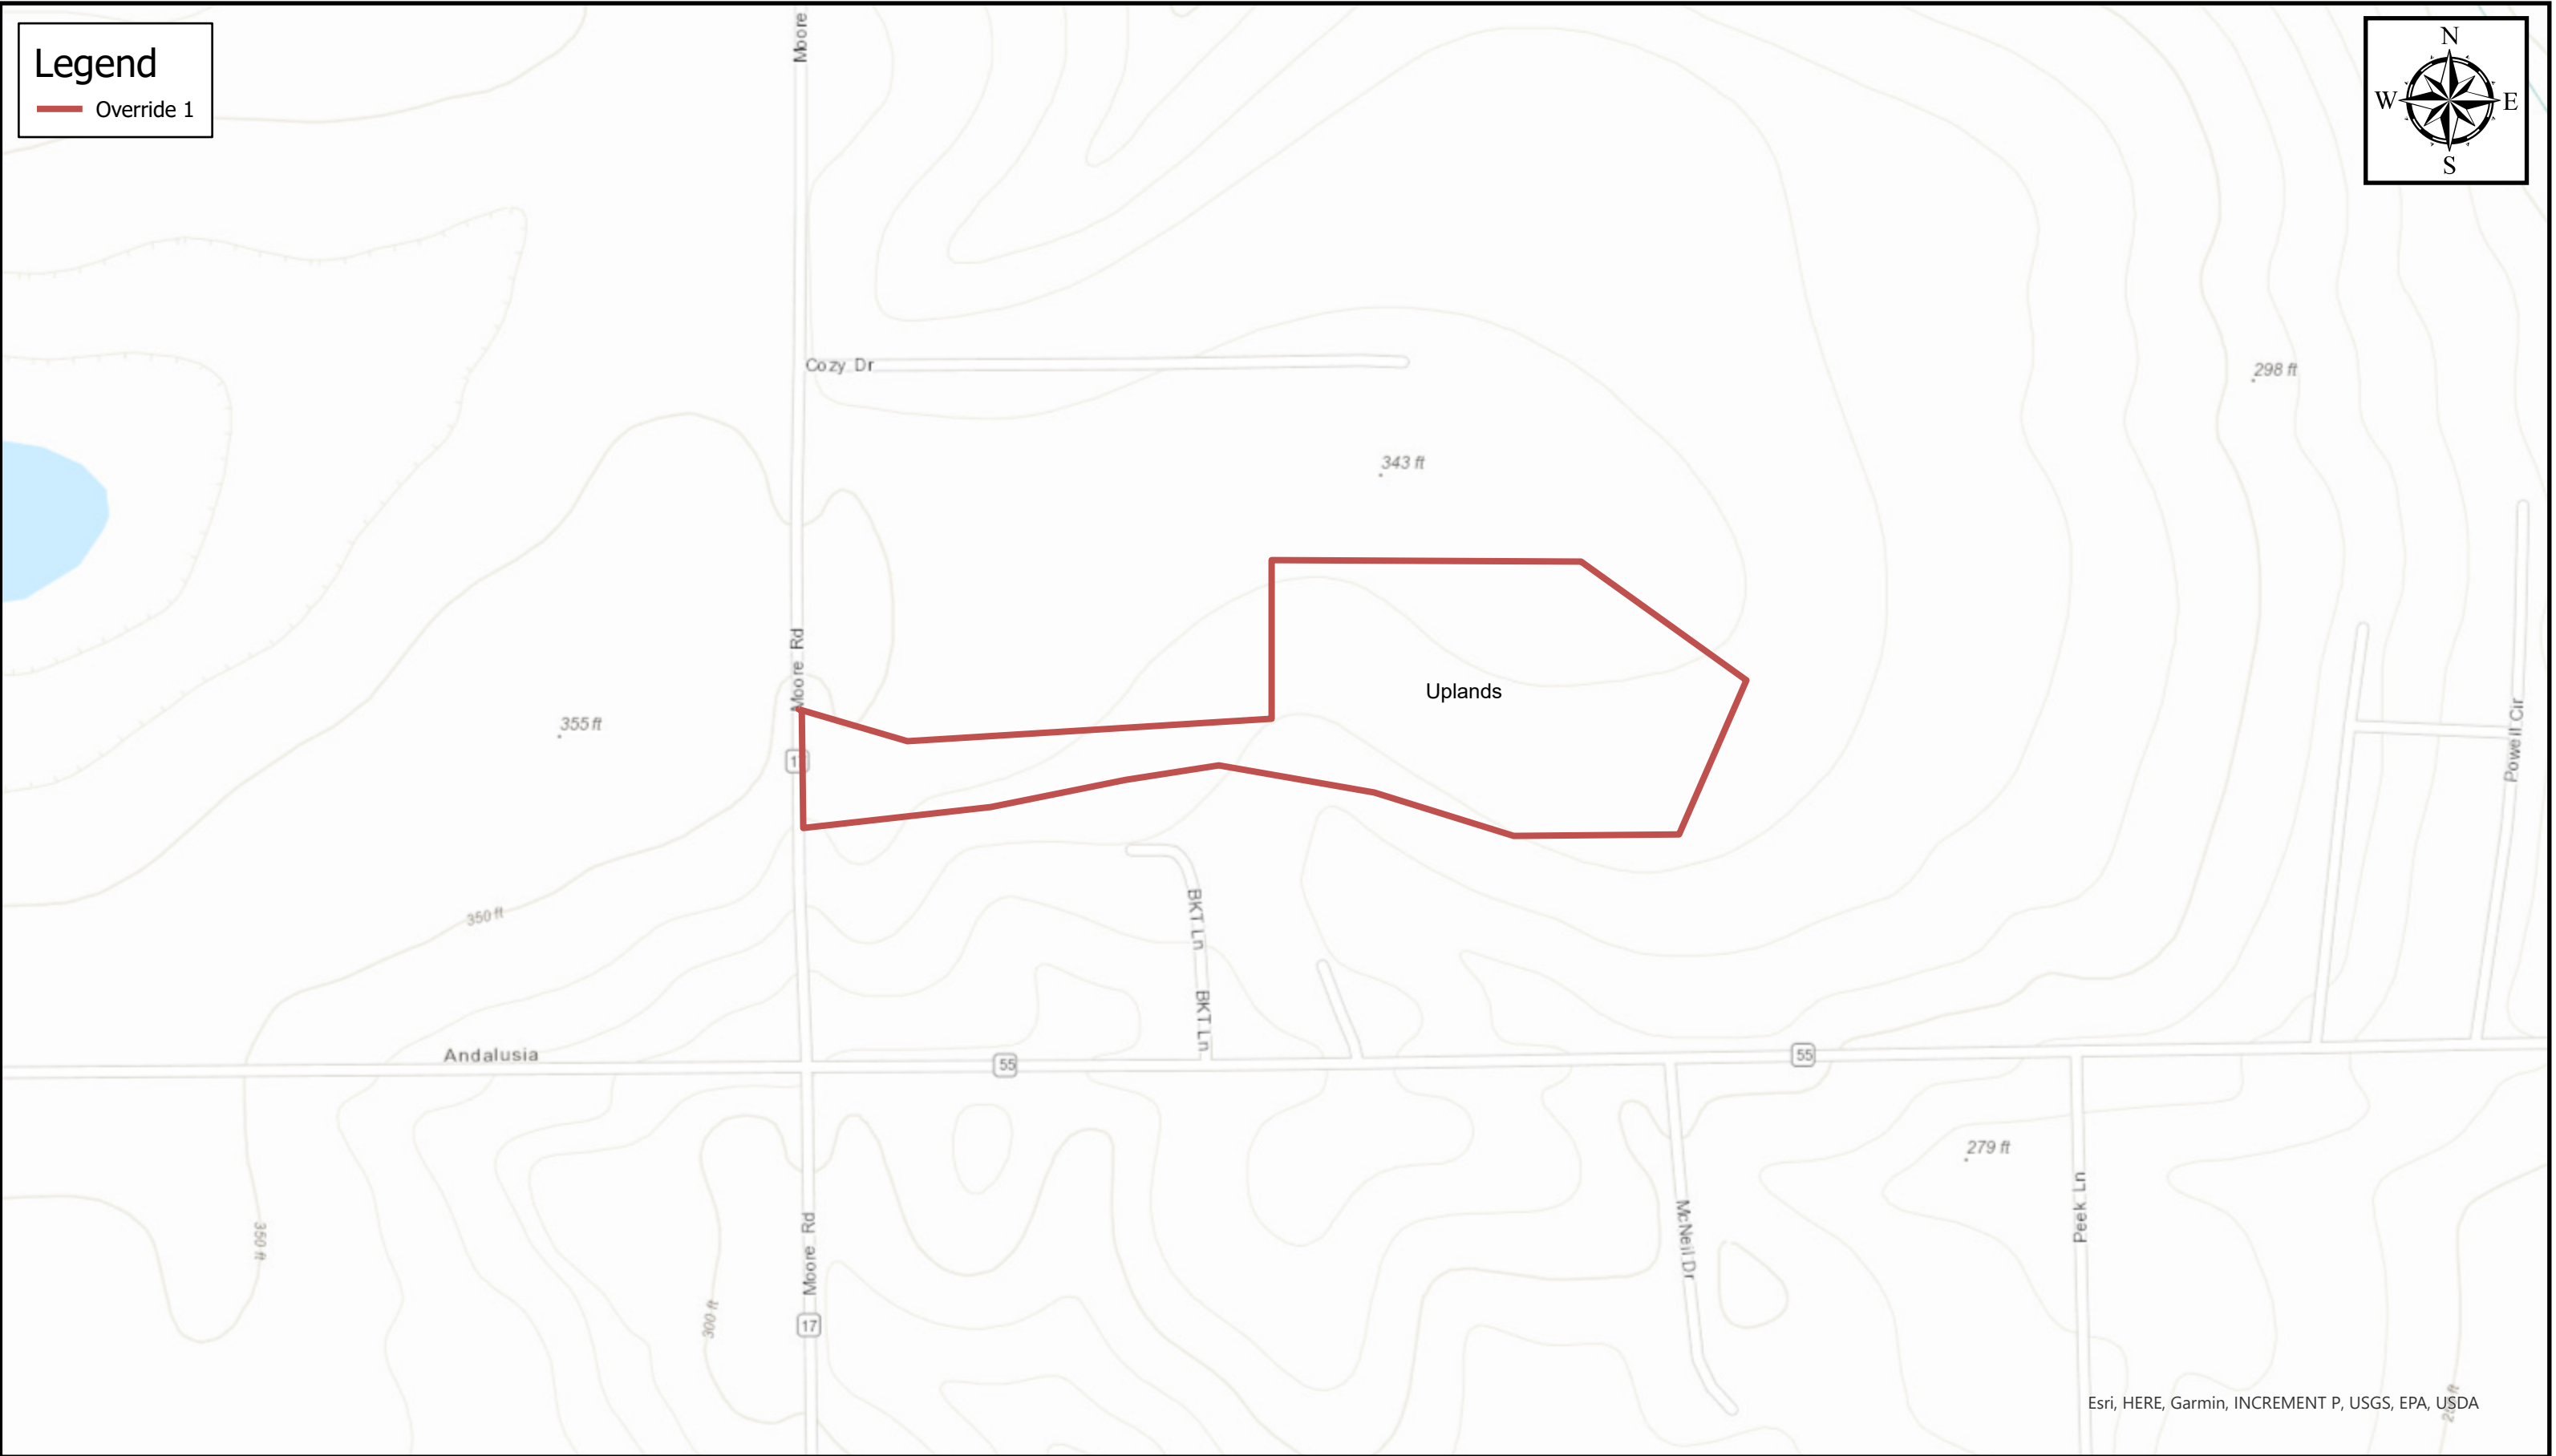 Legend
Override 1
Moore
N
W
E
S
Cozy Dr
298 ft
343 ft
Moore Rd
Uplands
355 ft
Powell Cir
BKT Ln
350 ft
BKT Ln
Andalusia
55
55
279 ft
350 ft
300 ft
Moore Rd
McNeil Dr
Peek Ln
17
Esri, HERE, Garmin, INCREMENT P, USGS, EPA, USDA